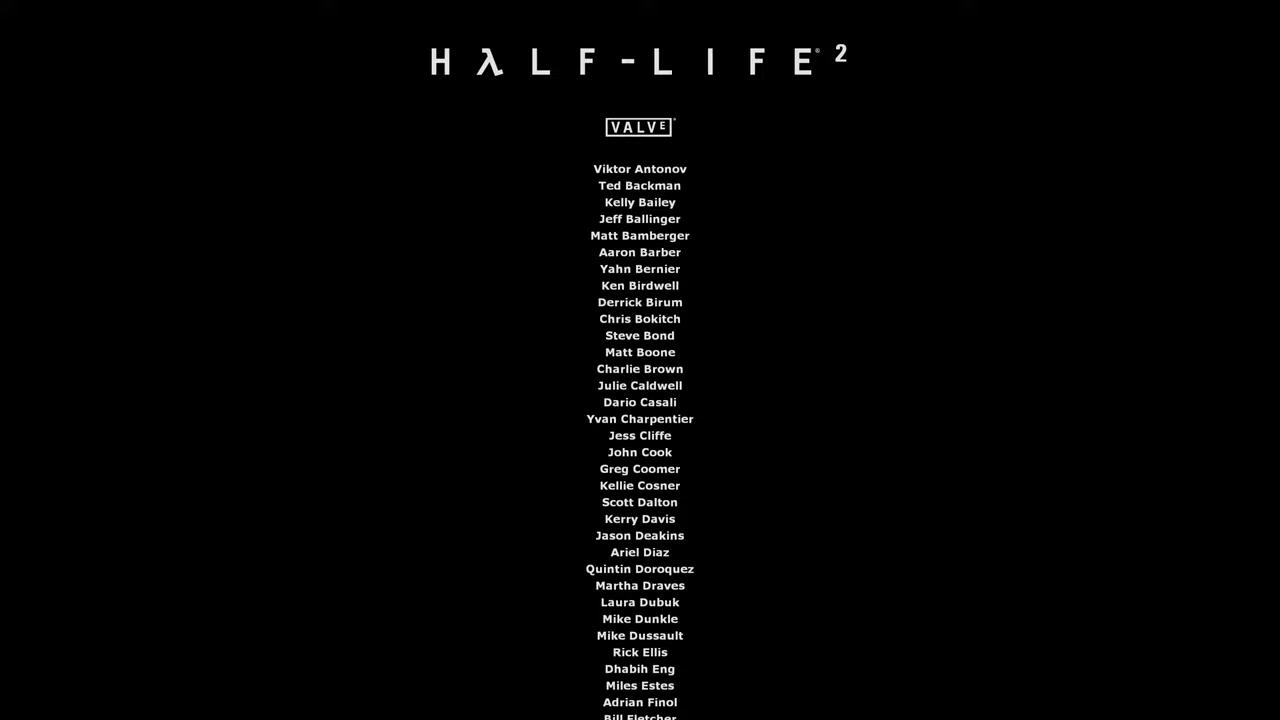 HλLF-LIFE® 2
VALVE®
Viktor Antonov
Ted Backman
Kelly Bailey
Jeff Ballinger
Matt Bamberger
Aaron Barber
Yahn Bernier
Ken Birdwell
Derrick Birum
Chris Bokitch
Steve Bond
Matt Boone
Charlie Brown
Julie Caldwell
Dario Casali
Yvan Charpentier
Jess Cliffe
John Cook
Greg Coomer
Kellie Cosner
Scott Dalton
Kerry Davis
Jason Deakins
Ariel Diaz
Quintin Doroquez
Martha Draves
Laura Dubuk
Mike Dunkle
Mike Dussault
Rick Ellis
Dhabih Eng
Miles Estes
Adrian Finol
Bill Fletcher